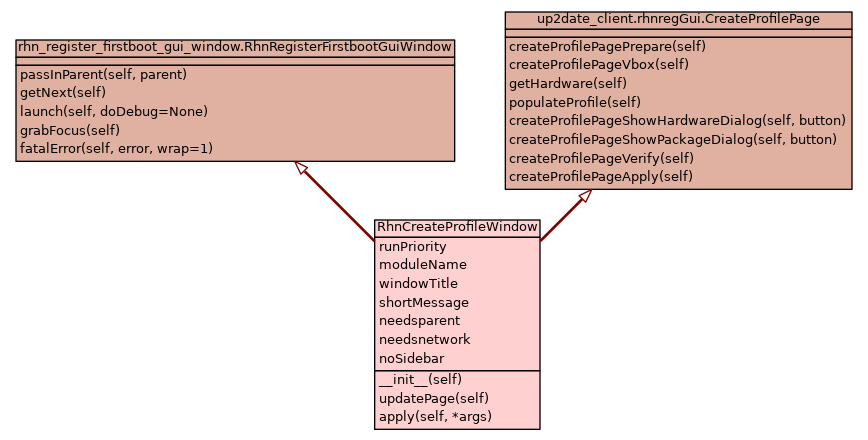 rhn_register_firstboot_gui_window.RhnRegisterFirstbootGuiWindow
passInParent(self, parent)
getNext(self)
launch(self, doDebug=None)
grabFocus(self)
fatalError(self, error, wrap=1)
up2date_client.rhnregGui.CreateProfilePage
createProfilePagePrepare(self)
createProfilePageVbox(self)
getHardware(self)
populateProfile(self)
createProfilePageShowHardwareDialog(self, button)
createProfilePageShowPackageDialog(self, button)
createProfilePageVerify(self)
createProfilePageApply(self)
RhnCreateProfileWindow
runPriority
moduleName
windowTitle
shortMessage
needsparent
needsnetwork
noSidebar
__init__(self)
updatePage(self)
apply(self, *args)